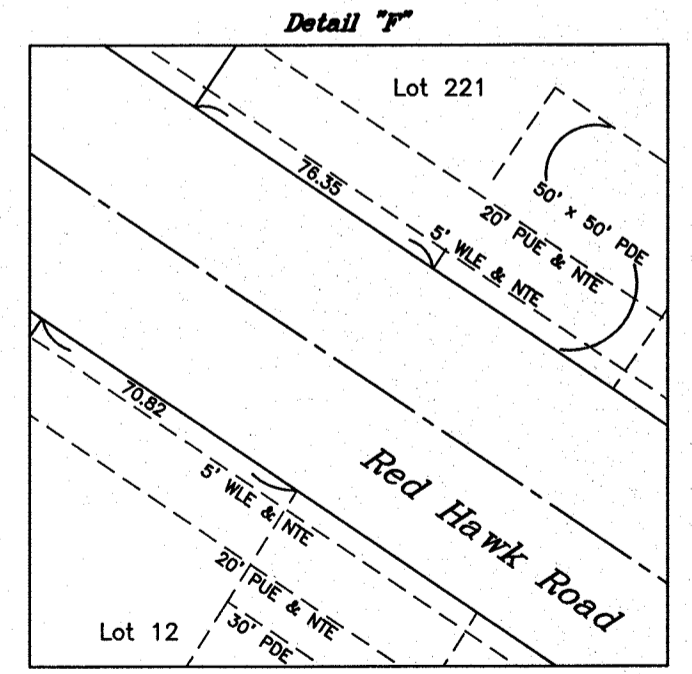 Detail "F"
Lot 221
76.35
50' x 50' PDE
20' PUE & NTE
5' WLE & NTE
70.82
Red Hawk Road
5' WLE & NTE
20' PUE & NTE
30' PDE
Lot 12